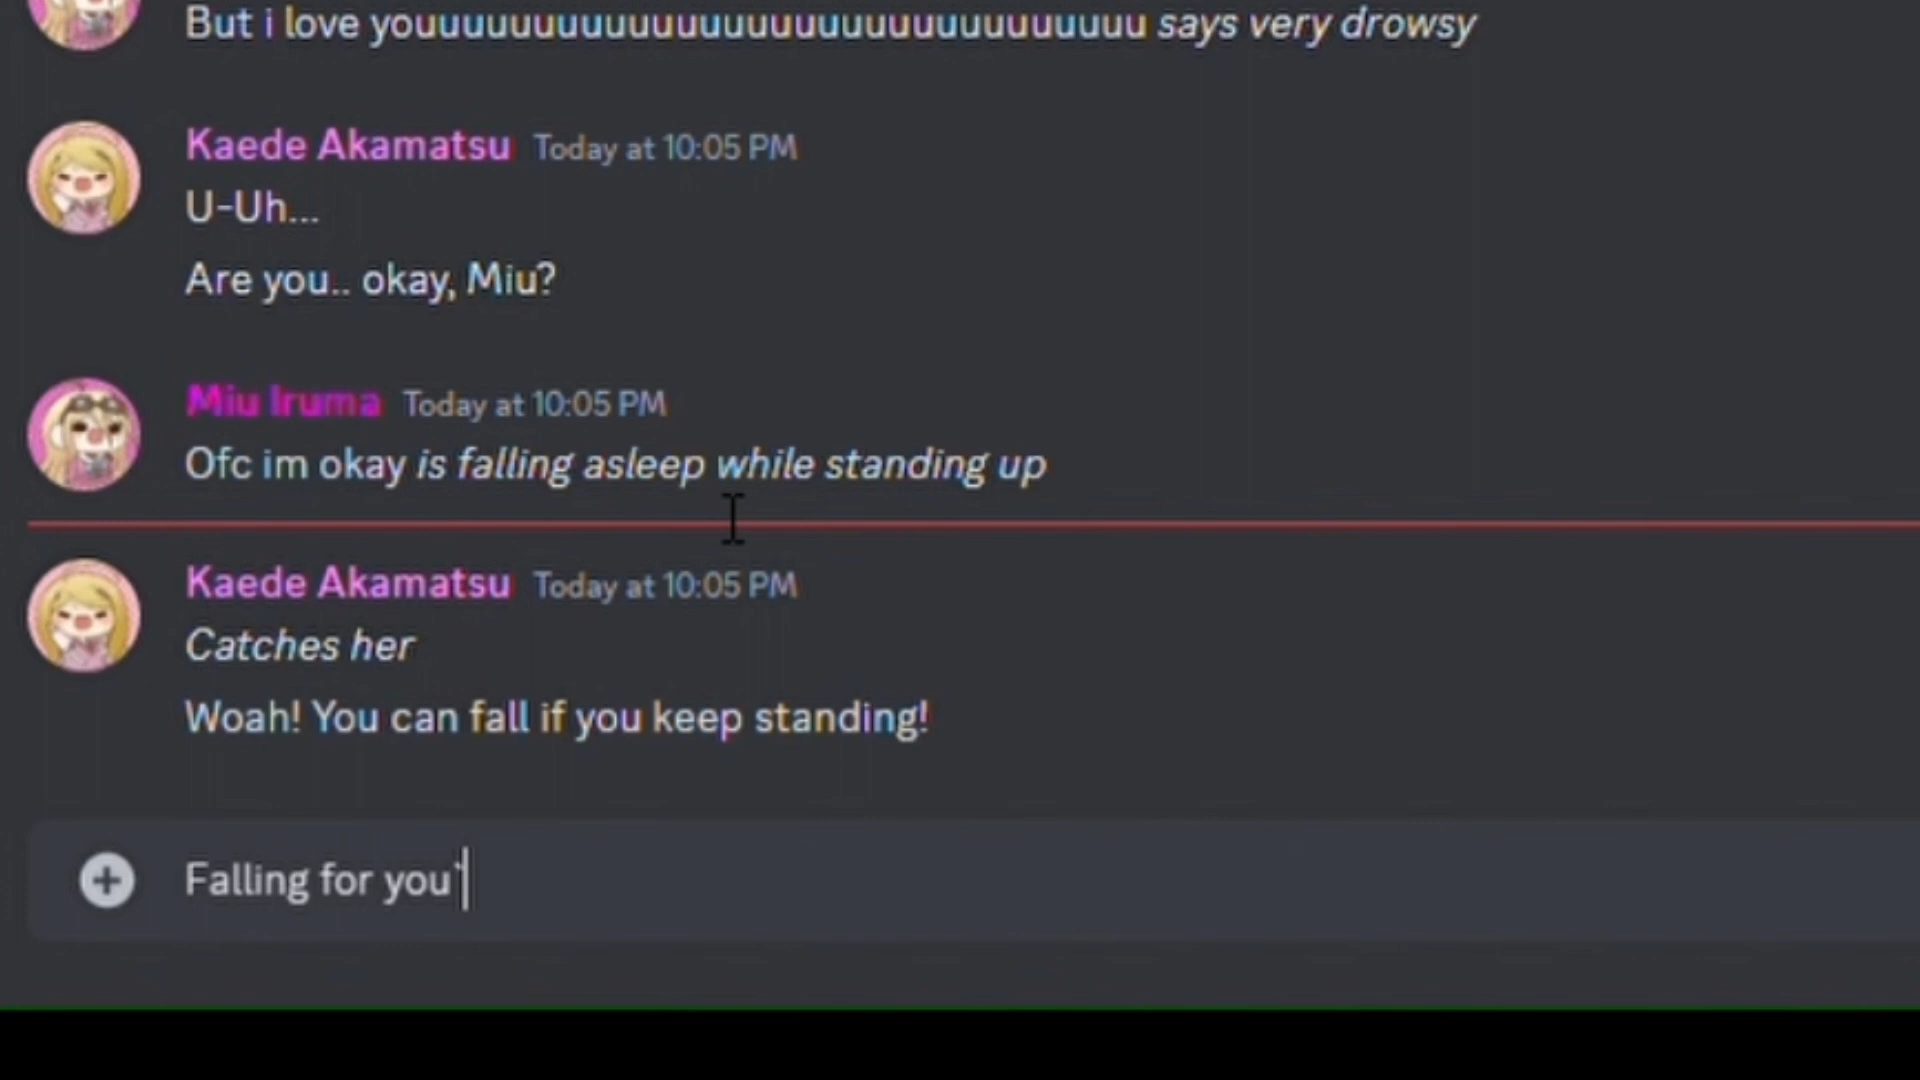 But i love youuuuuuuuuuuuuuuuuuuuuuuuuuuuuuu says very drowsy
Kaede Akamatsu Today at 10:05 PM
U-Uh...
Are you.. okay, Miu?
Miu Iruma Today at 10:05 PM
Ofc im okay is falling asleep while standing up
Kaede Akamatsu Today at 10:05 PM
Catches her
Woah! You can fall if you keep standing!
Falling for you`